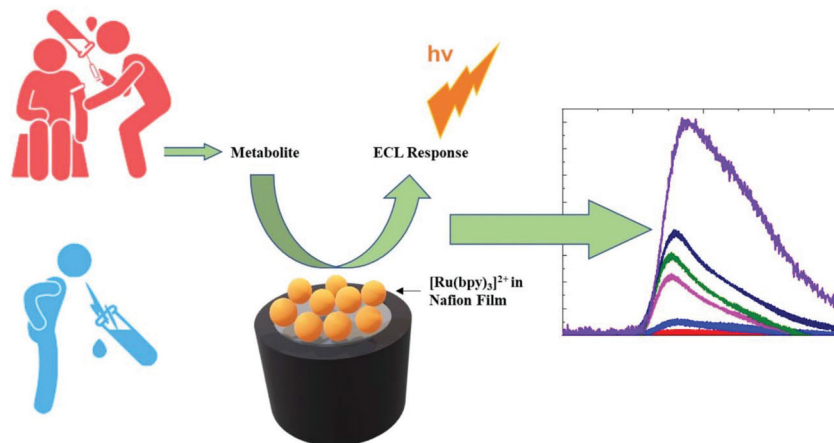 hv
Metabolite
ECL Response
[Ru(bpy)₃]²⁺ in
Nafion Film